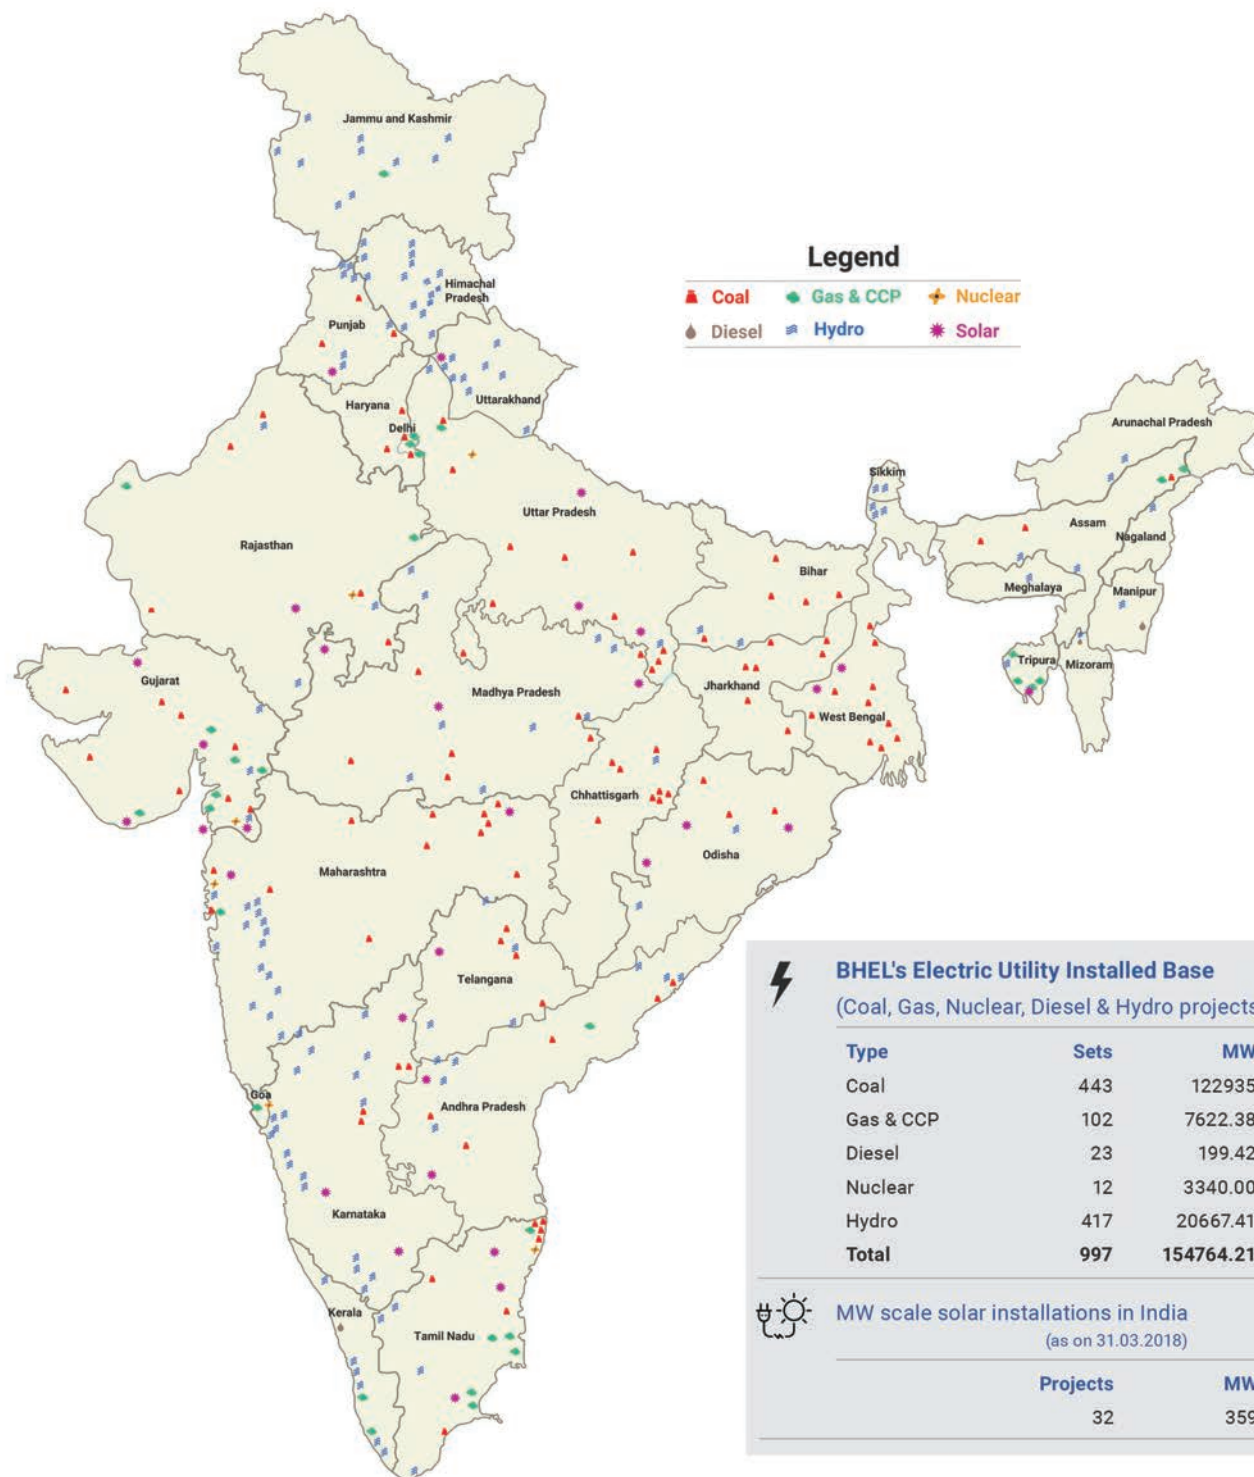 Jammu and Kashmir
Himachal
Pradesh
Punjab
Uttarakhand
Haryana
Delhi
Legend
Coal Gas & CCP Nuclear
Diesel Hydro Solar
Arunachal Pradesh
Sikkim
Assam
Nagaland
Meghalaya
Manipur
Tripura
Mizoram
Uttar Pradesh
Rajasthan
Bihar
Gujarat
Madhya Pradesh
Jharkhand
West Bengal
Chhattisgarh
Odisha
Maharashtra
Telangana
Goa
Andhra Pradesh
Karnataka
Kerala
Tamil Nadu
BHEL's Electric Utility Installed Base
(Coal, Gas, Nuclear, Diesel & Hydro projects
Type Sets MW
Coal 443 122935
Gas & CCP 102 7622.38
Diesel 23 199.42
Nuclear 12 3340.00
Hydro 417 20667.41
Total 997 154764.21
MW scale solar installations in India
(as on 31.03.2018)
Projects MW
32 359